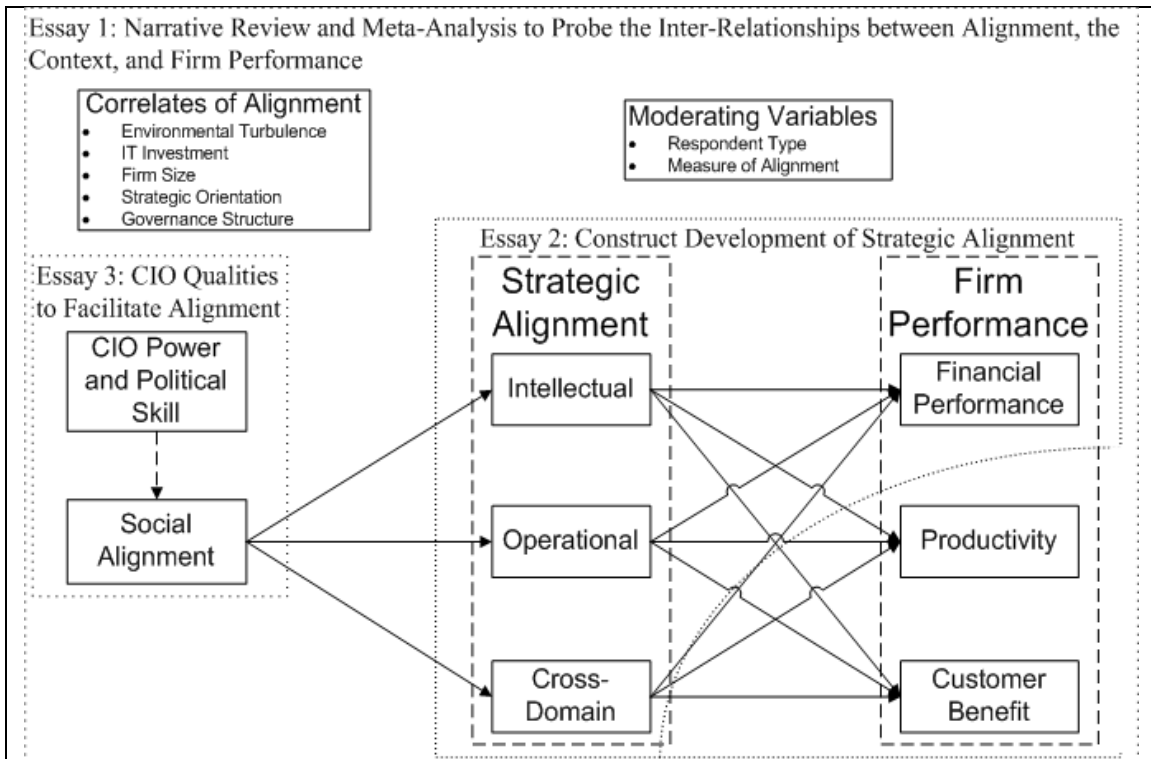 Essay 1: Narrative Review and Meta-Analysis to Probe the Inter-Relationships between Alignment, the
Context, and Firm Performance
Correlates of Alignment
• Environmental Turbulence
• IT Investment
• Firm Size
• Strategic Orientation
• Governance Structure
Moderating Variables
• Respondent Type
• Measure of Alignment
Essay 2: Construct Development of Strategic Alignment
Essay 3: CIO Qualities
to Facilitate Alignment
CIO Power
and Political
Skill
Social
Alignment
Strategic
Alignment
Intellectual
Operational
Cross-
Domain
Firm
Performance
Financial
Performance
Productivity
Customer
Benefit